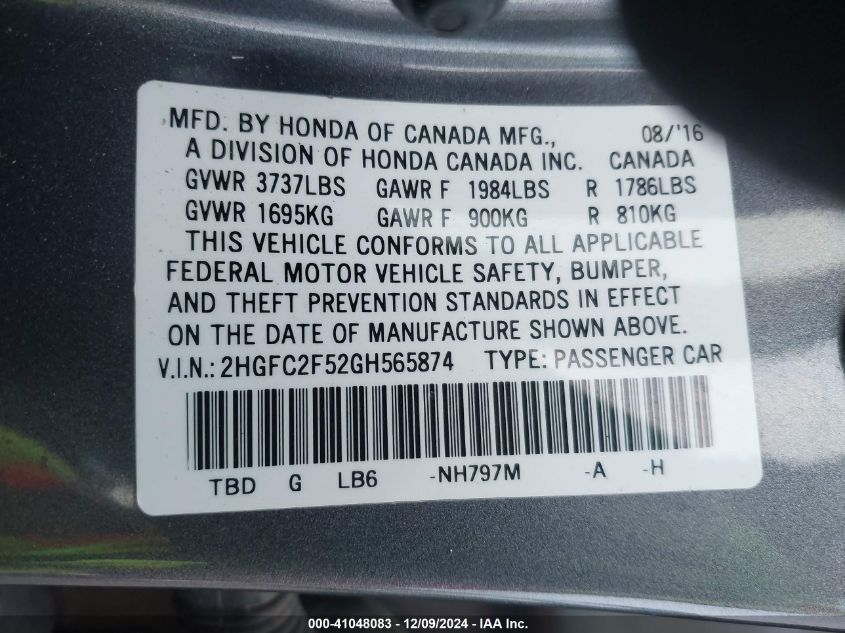 MFD. BY HONDA OF CANADA MFG., 08/'16
A DIVISION OF HONDA CANADA INC. CANADA
GVWR 3737LBS GAWR F 1984LBS R 1786LBS
GVWR 1695KG GAWR F 900KG R 810KG
THIS VEHICLE CONFORMS TO ALL APPLICABLE
FEDERAL MOTOR VEHICLE SAFETY, BUMPER,
AND THEFT PREVENTION STANDARDS IN EFFECT
ON THE DATE OF MANUFACTURE SHOWN ABOVE.
V.I.N.: 2HGFC2F52GH565874 TYPE: PASSENGER CAR
TBD G LB6 -NH797M -A -H
000-41048083 / 12/09/2024 - IAA Inc.